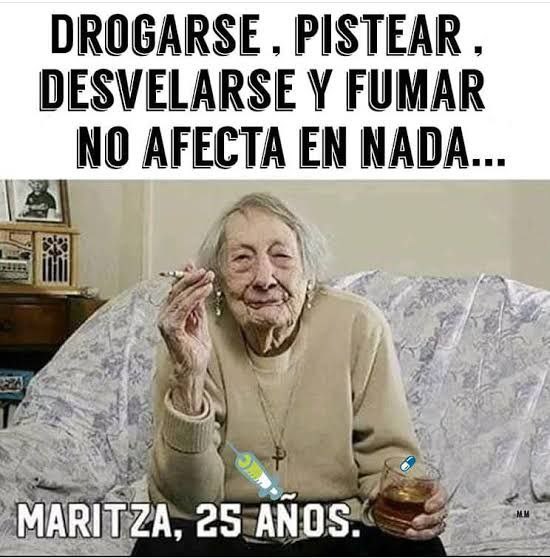 DROGARSE , PISTEAR ,
DESVELARSE Y FUMAR
NO AFECTA EN NADA...
MARITZA, 25 AÑOS.
M.M